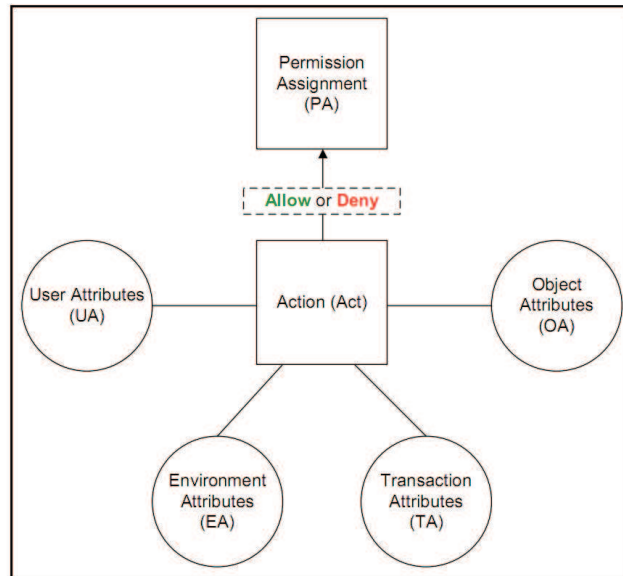 Permission
Assignment
(PA)
Allow or Deny
User Attributes
(UA)
Action (Act)
Object
Attributes
(OA)
Environment
Attributes
(EA)
Transaction
Attributes
(TA)